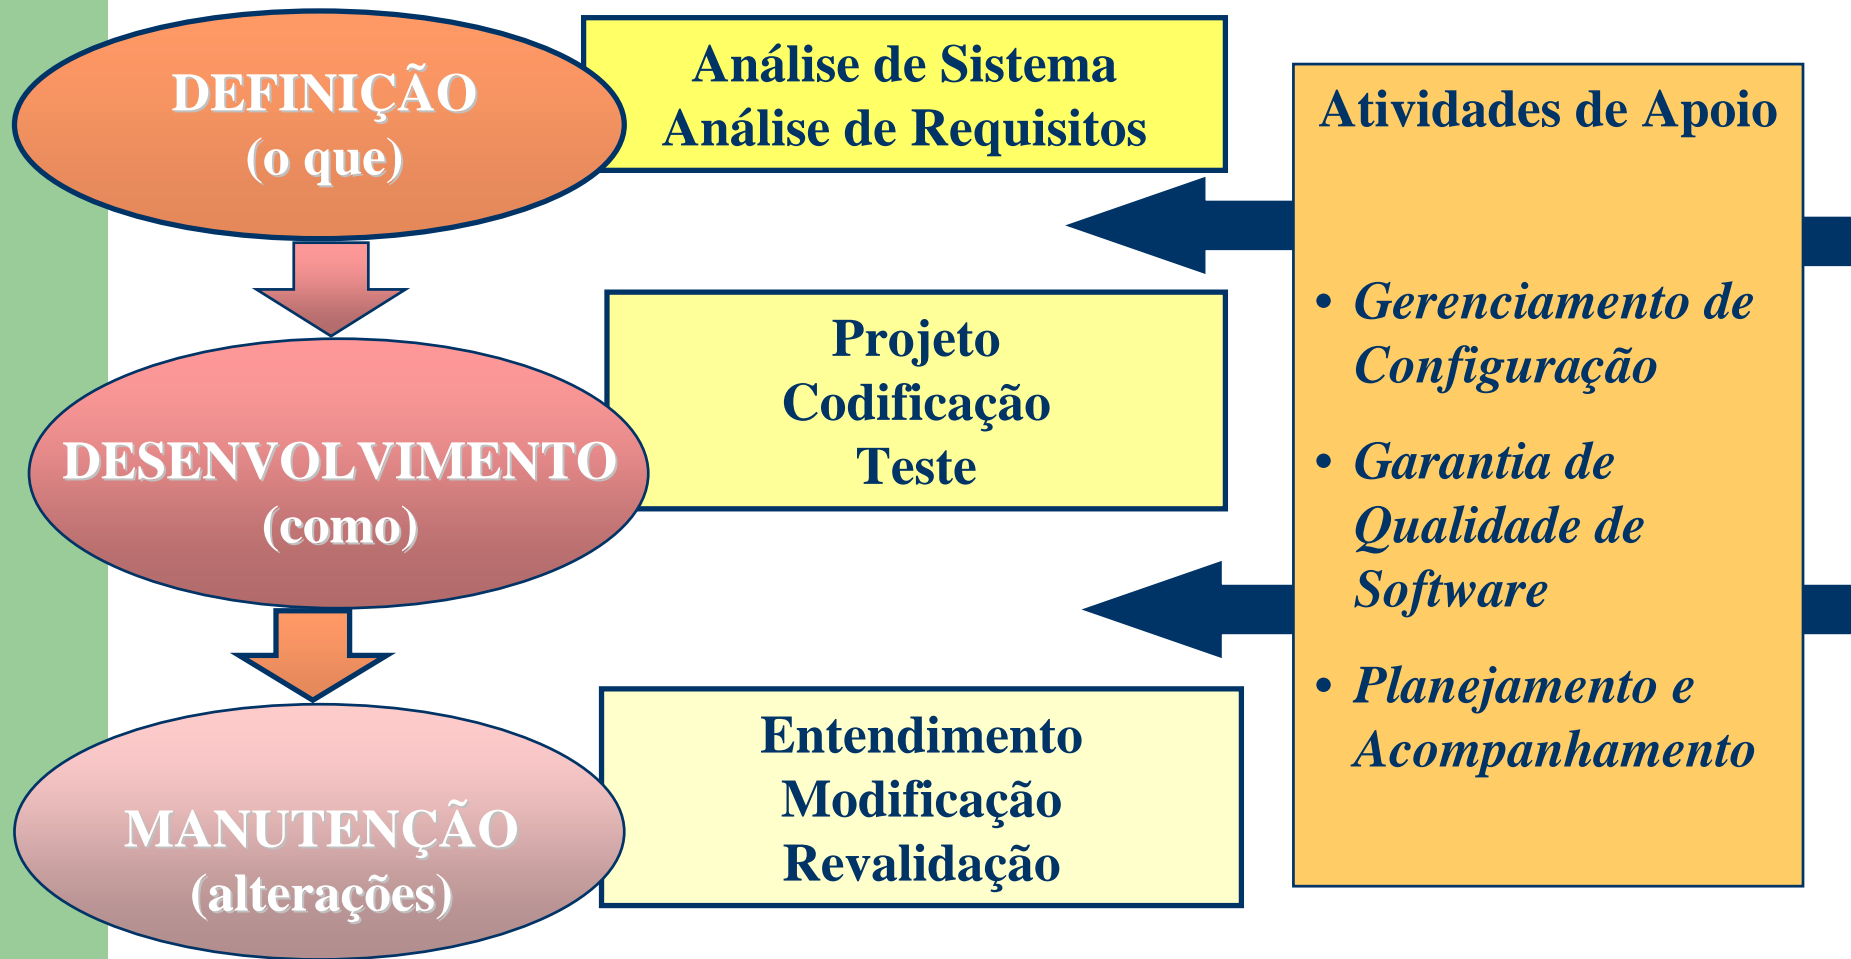 DEFINIÇÃO
(o que)
Análise de Sistema
Análise de Requisitos
DESENVOLVIMENTO
(como)
Projeto
Codificação
Teste
MANUTENÇÃO
(alterações)
Entendimento
Modificação
Revalidação
Atividades de Apoio
• Gerenciamento de
Configuração
• Garantia de
Qualidade de
Software
• Planejamento e
Acompanhamento